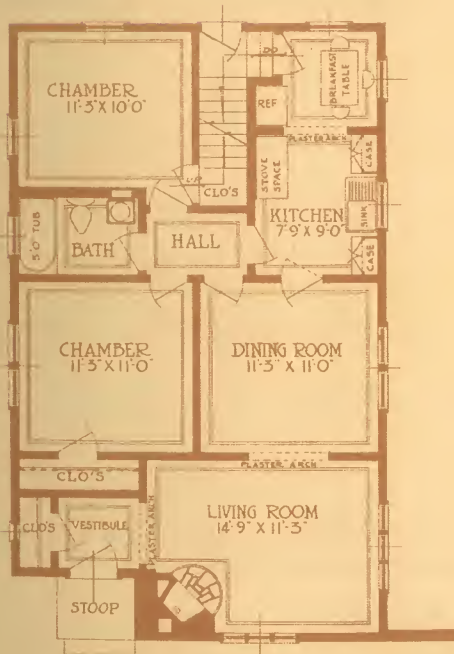 CHAMBER
11'-3" X 10'-0"
DO
BREAKFAST
TABLE
REF
PLASTER ARCH
CASE
UP
CLO'S
STOVE
SPACE
KITCHEN
7'-9" X 9'-0"
SINK
CASE
5'-0" TUB
BATH
HALL
CHAMBER
11'-3" X 11'-0"
DINING ROOM
11'-3" X 11'-0"
CLO'S
PLASTER ARCH
CLO'S
VESTIBULE
PLASTER ARCH
LIVING ROOM
14'-9" X 11'-3"
STOOP